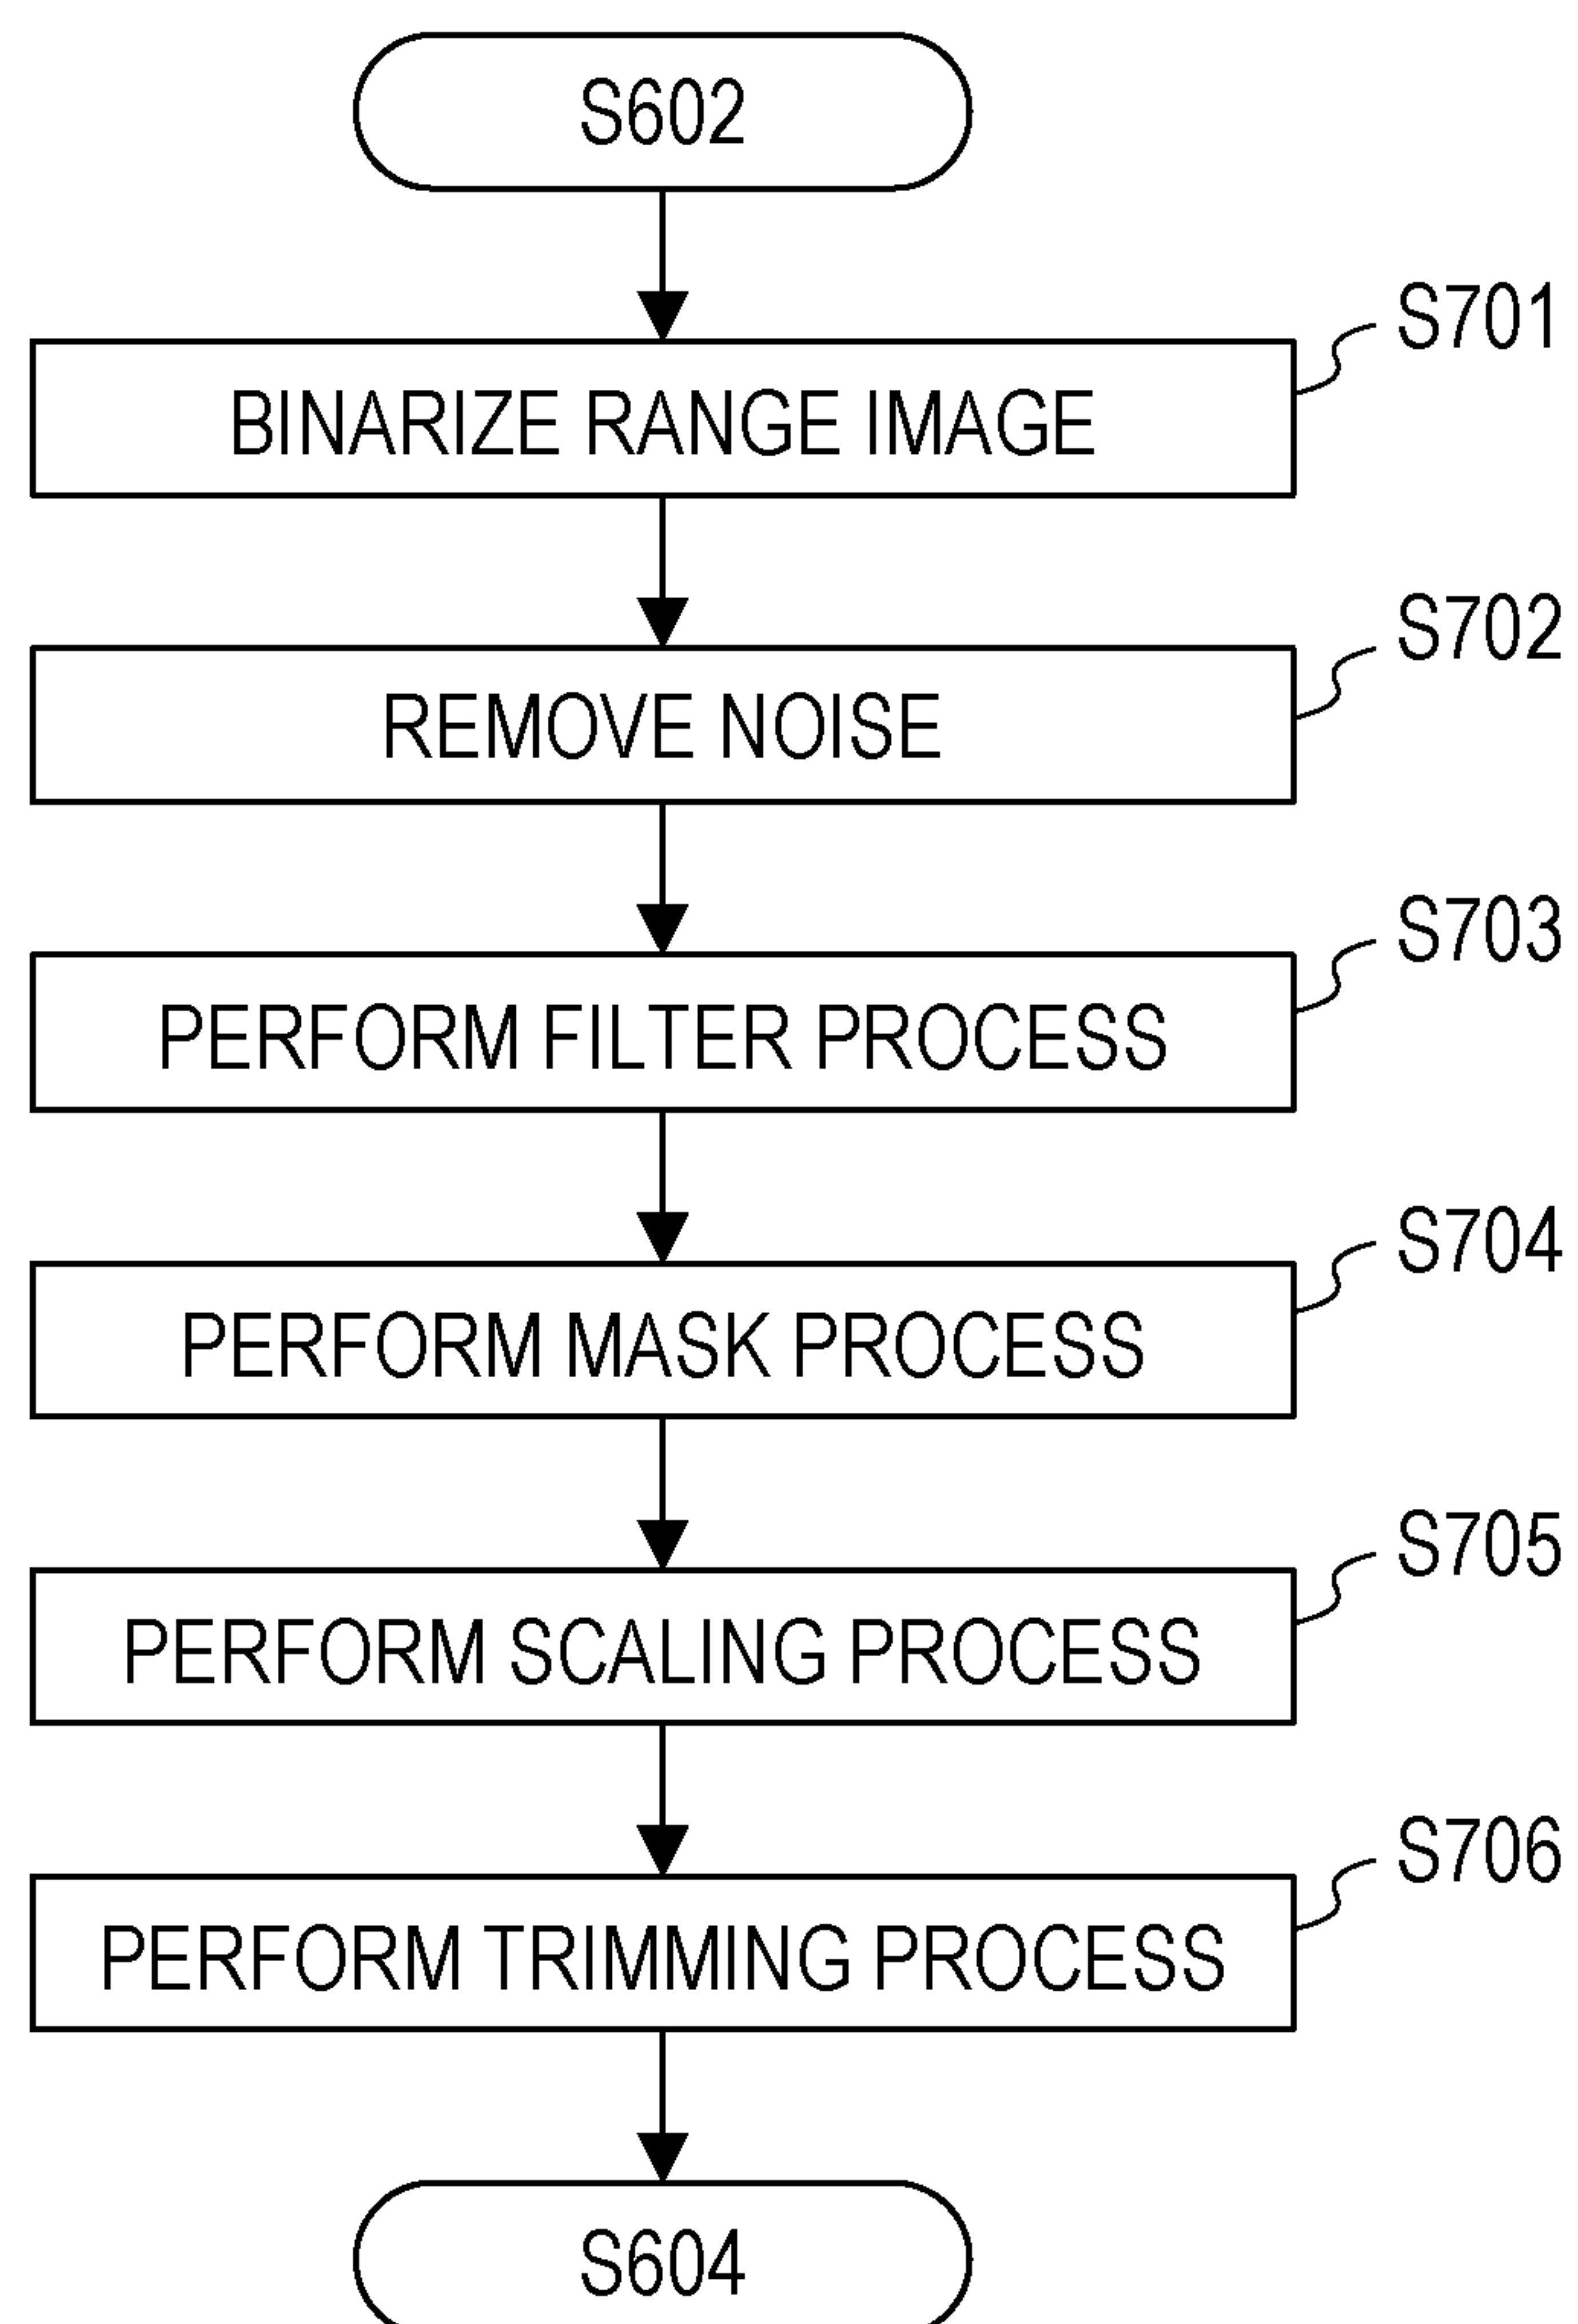 S602
BINARIZE RANGE IMAGE
S701
REMOVE NOISE
S702
PERFORM FILTER PROCESS
S703
PERFORM MASK PROCESS
S704
PERFORM SCALING PROCESS
S705
PERFORM TRIMMING PROCESS
S706
S604